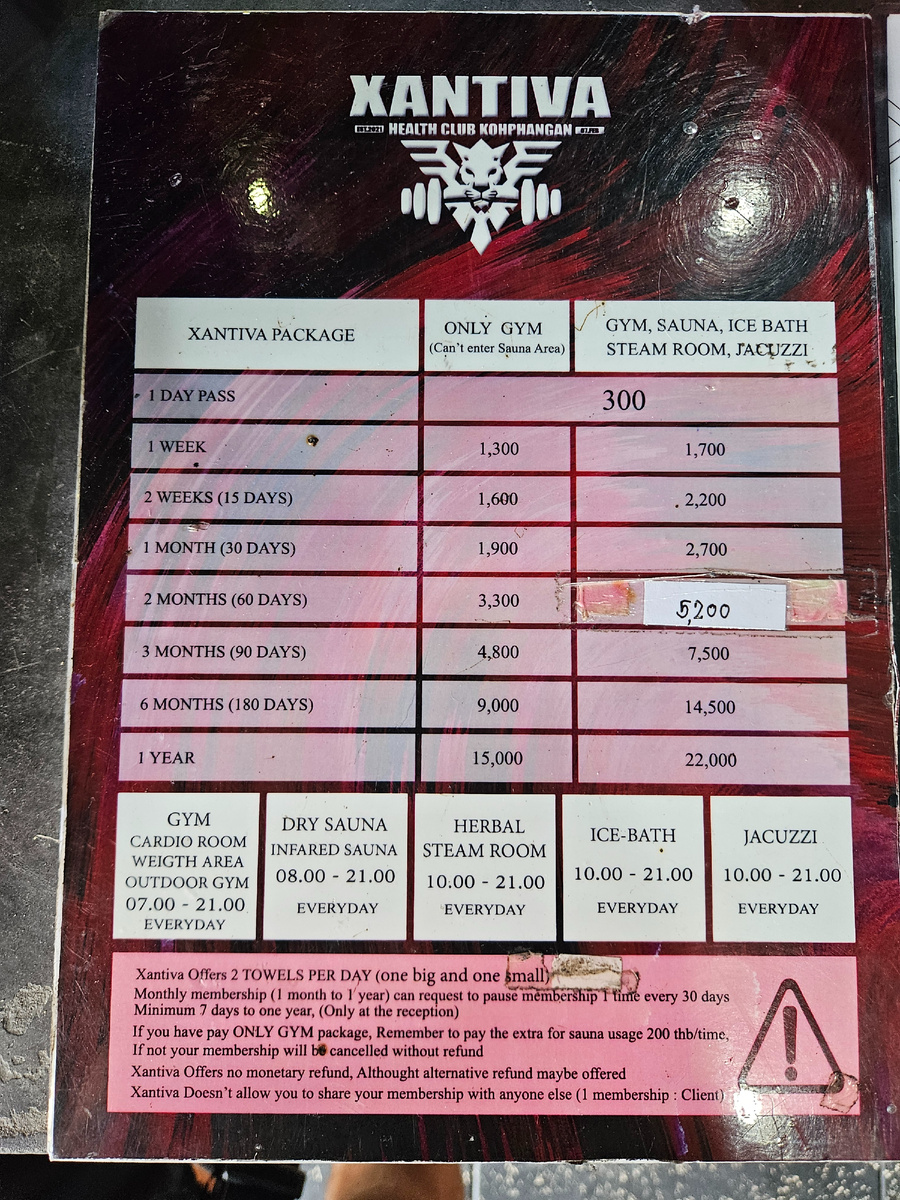 XANTIVA
EST.2021 HEALTH CLUB KOHPHANGAN 07.FEB
XANTIVA PACKAGE
ONLY GYM
(Can't enter Sauna Area)
GYM, SAUNA, ICE BATH
STEAM ROOM, JACUZZI
1 DAY PASS 300
1 WEEK 1,300 1,700
2 WEEKS (15 DAYS) 1,600 2,200
1 MONTH (30 DAYS) 1,900 2,700
2 MONTHS (60 DAYS) 3,300 5,200
3 MONTHS (90 DAYS) 4,800 7,500
6 MONTHS (180 DAYS) 9,000 14,500
1 YEAR 15,000 22,000
GYM
CARDIO ROOM
WEIGTH AREA
OUTDOOR GYM
07.00 - 21.00
EVERYDAY
DRY SAUNA
INFARED SAUNA
08.00 - 21.00
EVERYDAY
HERBAL
STEAM ROOM
10.00 - 21.00
EVERYDAY
ICE-BATH
10.00 - 21.00
EVERYDAY
JACUZZI
10.00 - 21.00
EVERYDAY
Xantiva Offers 2 TOWELS PER DAY (one big and one small)
Monthly membership (1 month to 1 year) can request to pause membership 1 time every 30 days
Minimum 7 days to one year, (Only at the reception)
If you have pay ONLY GYM package, Remember to pay the extra for sauna usage 200 thb/time,
If not your membership will be cancelled without refund
Xantiva Offers no monetary refund, Althought alternative refund maybe offered
Xantiva Doesn't allow you to share your membership with anyone else (1 membership : Client)